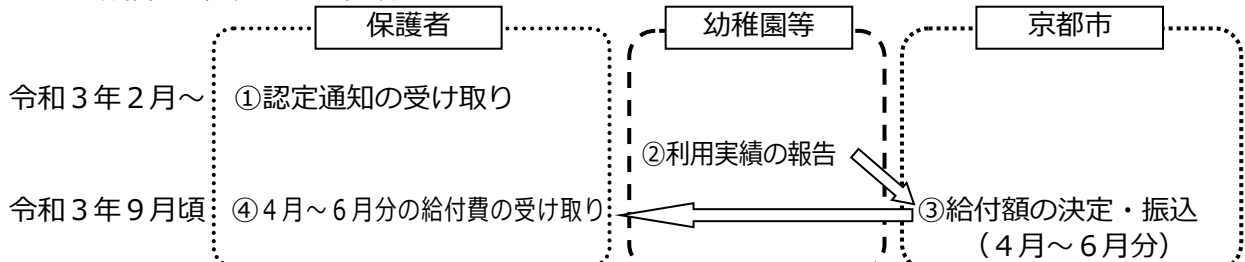 保護者 幼稚園等 京都市
令和3年2月～ ①認定通知の受け取り
②利用実績の報告
令和3年9月頃 ④4月～6月分の給付費の受け取り ③給付額の決定・振込
（4月～6月分）